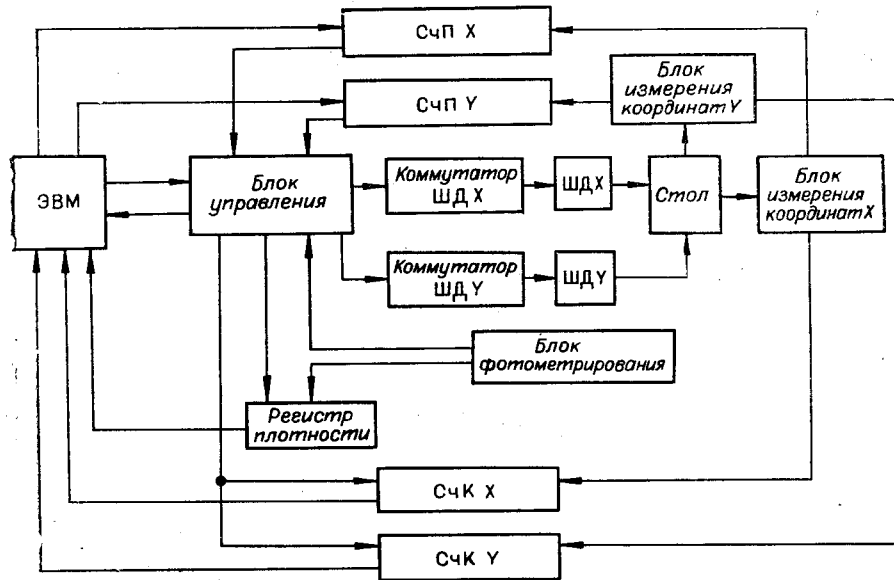 СчП X
СчП Y
Блок
измерения
координат Y
ЭВМ
Блок
управления
Коммутатор
ШД X
ШД X
Стол
Блок
измерения
координат X
Коммутатор
ШД Y
ШД Y
Блок
фотометрирования
Регистр
плотности
СчК X
СчК Y